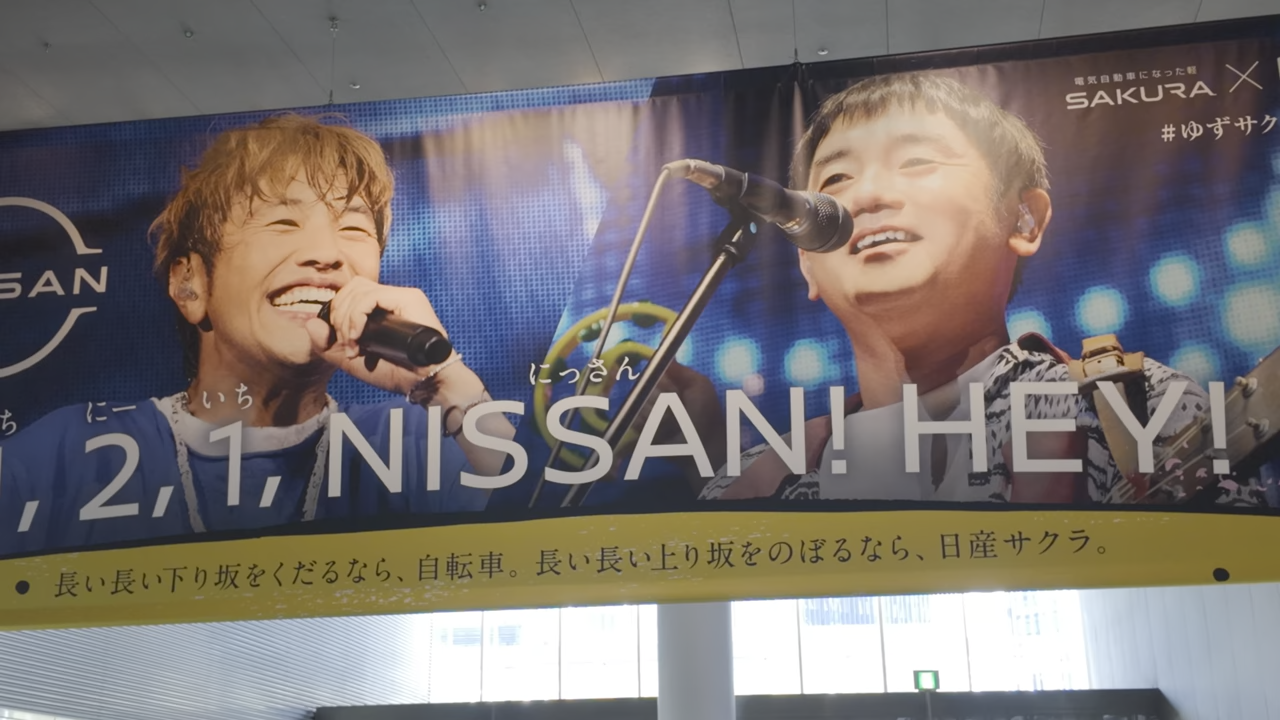 電気自動車になった軽
SAKURA ×
#ゆずサク
SSAN
ち にー いち にっさん
, 2, 1, NISSAN! HEY!
長い長い下り坂をくだるなら、自転車。長い長い上り坂をのぼるなら、日産サクラ。